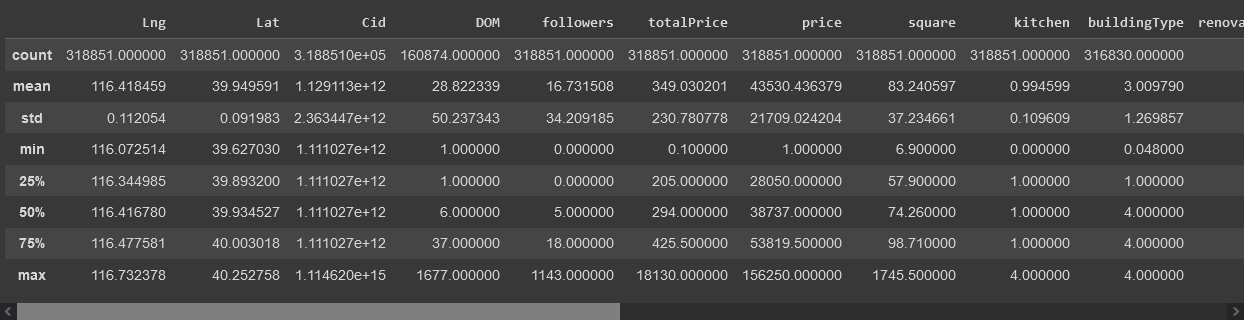 Lng Lat Cid DOM followers totalPrice price square kitchen buildingType renova
count 318851.000000 318851.000000 3.188510e+05 160874.000000 318851.000000 318851.000000 318851.000000 318851.000000 318851.000000 316830.000000
mean 116.418459 39.949591 1.129113e+12 28.822339 16.731508 349.030201 43530.436379 83.240597 0.994599 3.009790
std 0.112054 0.091983 2.363447e+12 50.237343 34.209185 230.780778 21709.024204 37.234661 0.109609 1.269857
min 116.072514 39.627030 1.111027e+12 1.000000 0.000000 0.100000 1.000000 6.900000 0.000000 0.048000
25% 116.344985 39.893200 1.111027e+12 1.000000 0.000000 205.000000 28050.000000 57.900000 1.000000 1.000000
50% 116.416780 39.934527 1.111027e+12 6.000000 5.000000 294.000000 38737.000000 74.260000 1.000000 4.000000
75% 116.477581 40.003018 1.111027e+12 37.000000 18.000000 425.500000 53819.500000 98.710000 1.000000 4.000000
max 116.732378 40.252758 1.114620e+15 1677.000000 1143.000000 18130.000000 156250.000000 1745.500000 4.000000 4.000000